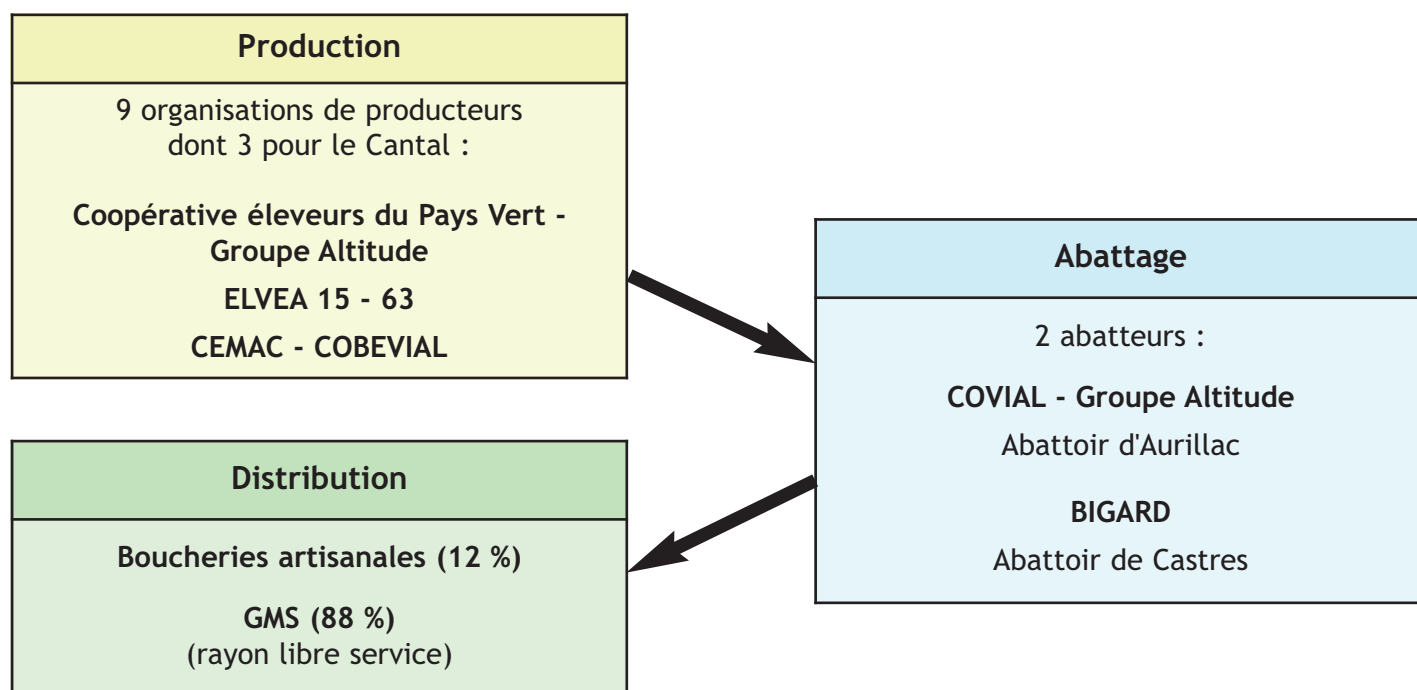 Production
9 organisations de producteurs
dont 3 pour le Cantal :
Coopérative éleveurs du Pays Vert -
Groupe Altitude
ELVEA 15 - 63
CEMAC - COBEVIAL
Abattage
2 abatteurs :
COVIAL - Groupe Altitude
Abattoir d'Aurillac
BIGARD
Abattoir de Castres
Distribution
Boucheries artisanales (12 %)
GMS (88 %)
(rayon libre service)